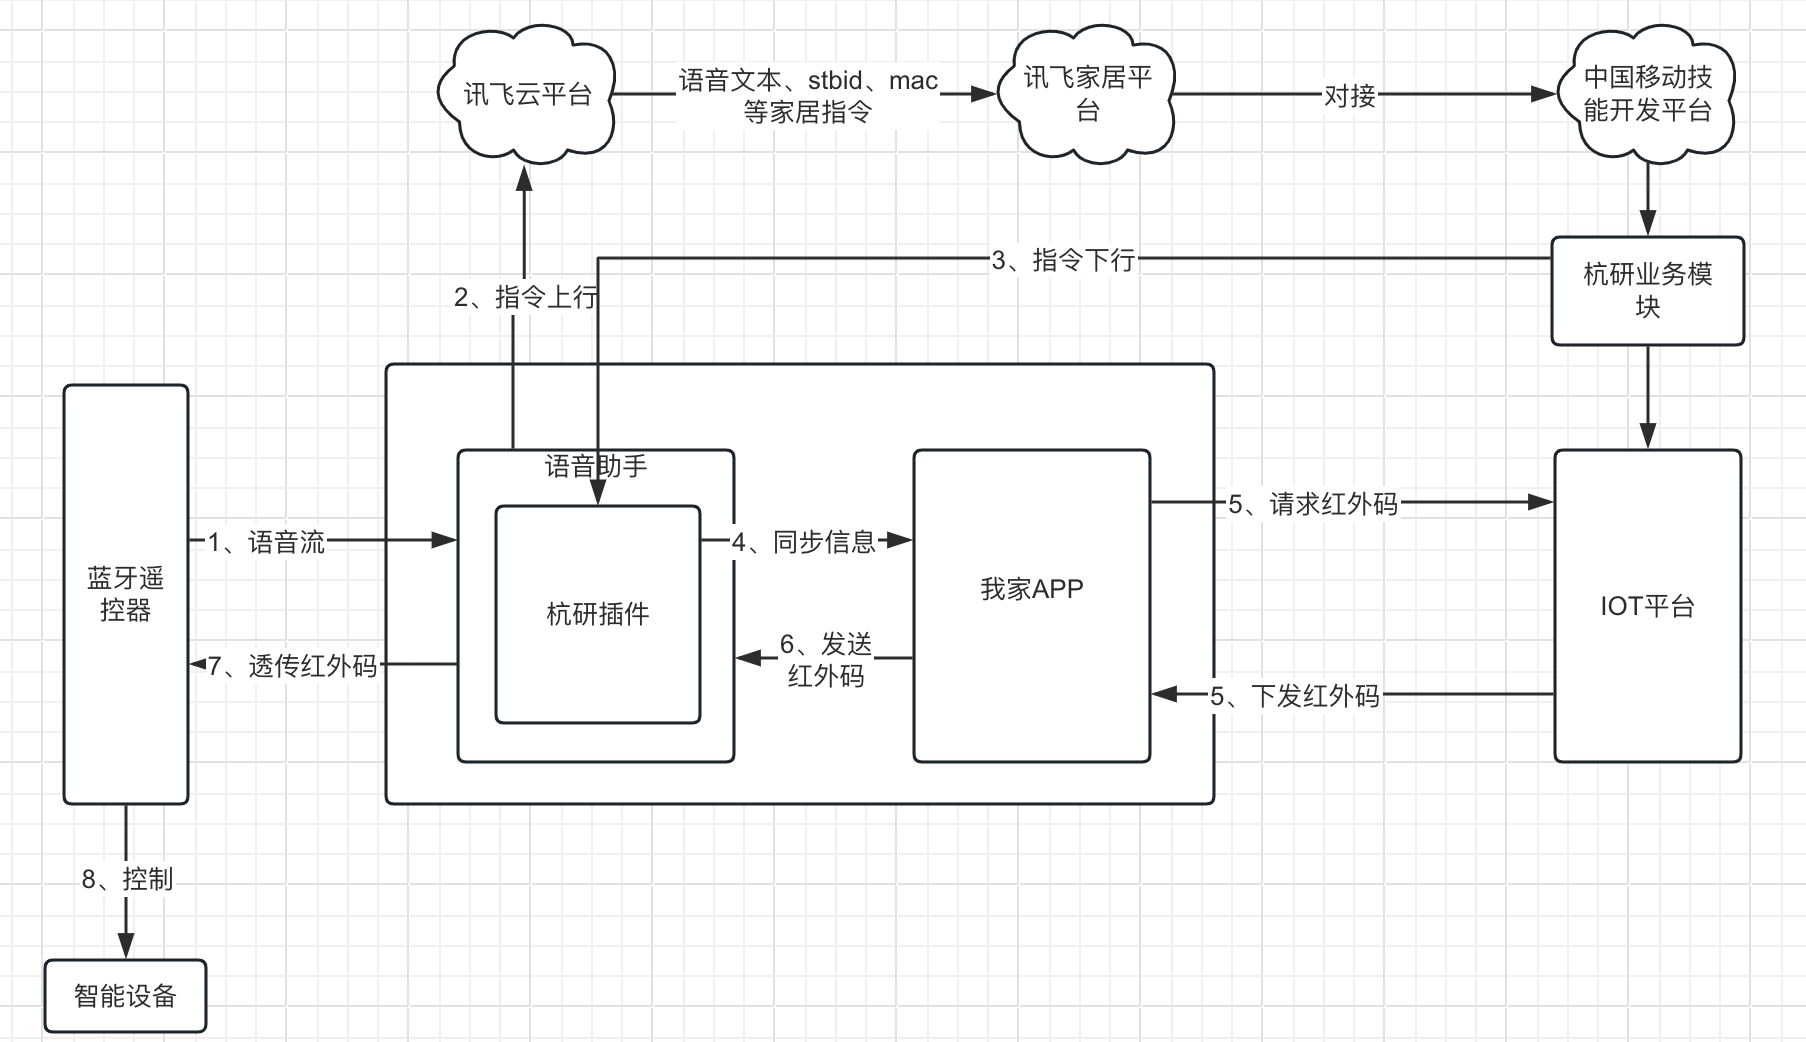 讯飞云平台
语音文本、stbid、mac
等家居指令
讯飞家居平
台
对接
中国移动技
能开发平台
3、指令下行
杭研业务模
块
2、指令上行
语音助手
蓝牙遥
控器
1、语音流
杭研插件
4、同步信息
我家APP
5、请求红外码
IOT平台
6、发送
红外码
7、透传红外码
5、下发红外码
8、控制
智能设备